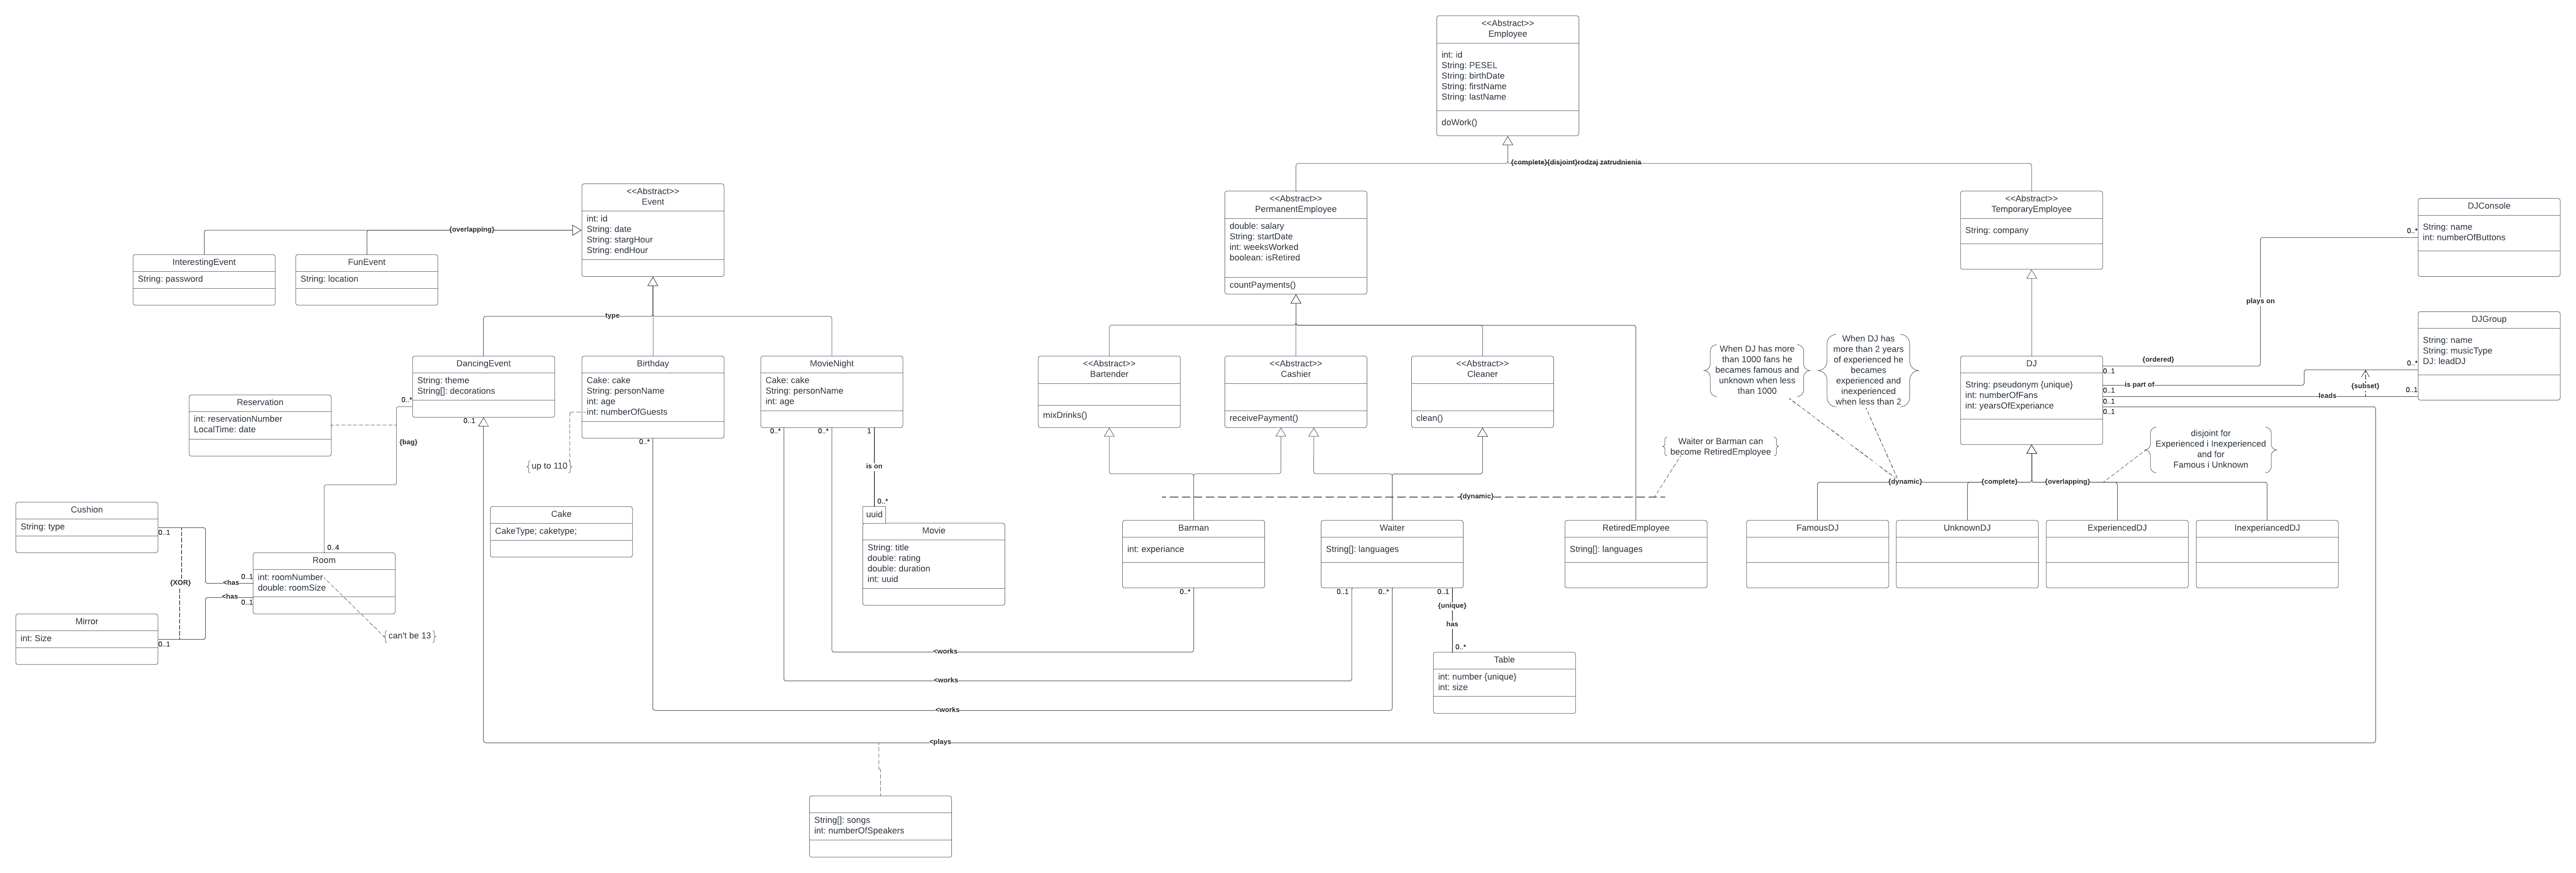 <<Abstract>>
Employee
int: id
String: PESEL
String: birthDate
String: firstName
String: lastName
doWork()
{complete}{disjoint}rodzaj zatrudnienia
<<Abstract>>
Event
int: id
String: date
String: stargHour
String: endHour
{overlapping}
InterestingEvent
String: password
FunEvent
String: location
type
<<Abstract>>
PermanentEmployee
double: salary
String: startDate
int: weeksWorked
boolean: isRetired
countPayments()
<<Abstract>>
TemporaryEmployee
String: company
DJConsole
String: name
int: numberOfButtons
0..*
plays on
DJGroup
String: name
String: musicType
DJ: leadDJ
0..*
0..1
{subset}
leads
is part of
{ordered}
0..1
0..1
0..1
0..1
DJ
String: pseudonym {unique}
int: numberOfFans
int: yearsOfExperiance
DancingEvent
String: theme
String[]: decorations
0..*
0..1
Birthday
Cake: cake
String: personName
int: age
int: numberOfGuests
0..*
MovieNight
Cake: cake
String: personName
int: age
0..*
0..*
1
is on
0..*
uuid
Movie
String: title
double: rating
double: duration
int: uuid
Reservation
int: reservationNumber
LocalTime: date
{bag}
{up to 110}
Cake
CakeType; caketype;
<<Abstract>>
Bartender
mixDrinks()
<<Abstract>>
Cashier
receivePayment()
<<Abstract>>
Cleaner
clean()
When DJ has more
than 1000 fans he
becames famous and
unknown when less
than 1000
When DJ has
more than 2 years
of experienced he
becames
experienced and
inexperienced
when less than 2
Waiter or Barman can
become RetiredEmployee
disjoint for
Experienced i Inexperienced
and for
Famous i Unknown
{dynamic}
{dynamic}
{complete}
{overlapping}
Cushion
String: type
0..1
{XOR}
0..4
Room
int: roomNumber
double: roomSize
0..1
<has
<has
0..1
Mirror
int: Size
0..1
{can't be 13}
Barman
int: experiance
0..*
Waiter
String[]: languages
0..1
0..*
0..1
{unique}
has
0..*
Table
int: number {unique}
int: size
RetiredEmployee
String[]: languages
FamousDJ
UnknownDJ
ExperiencedDJ
InexperiancedDJ
<works
<works
<works
<plays
String[]: songs
int: numberOfSpeakers